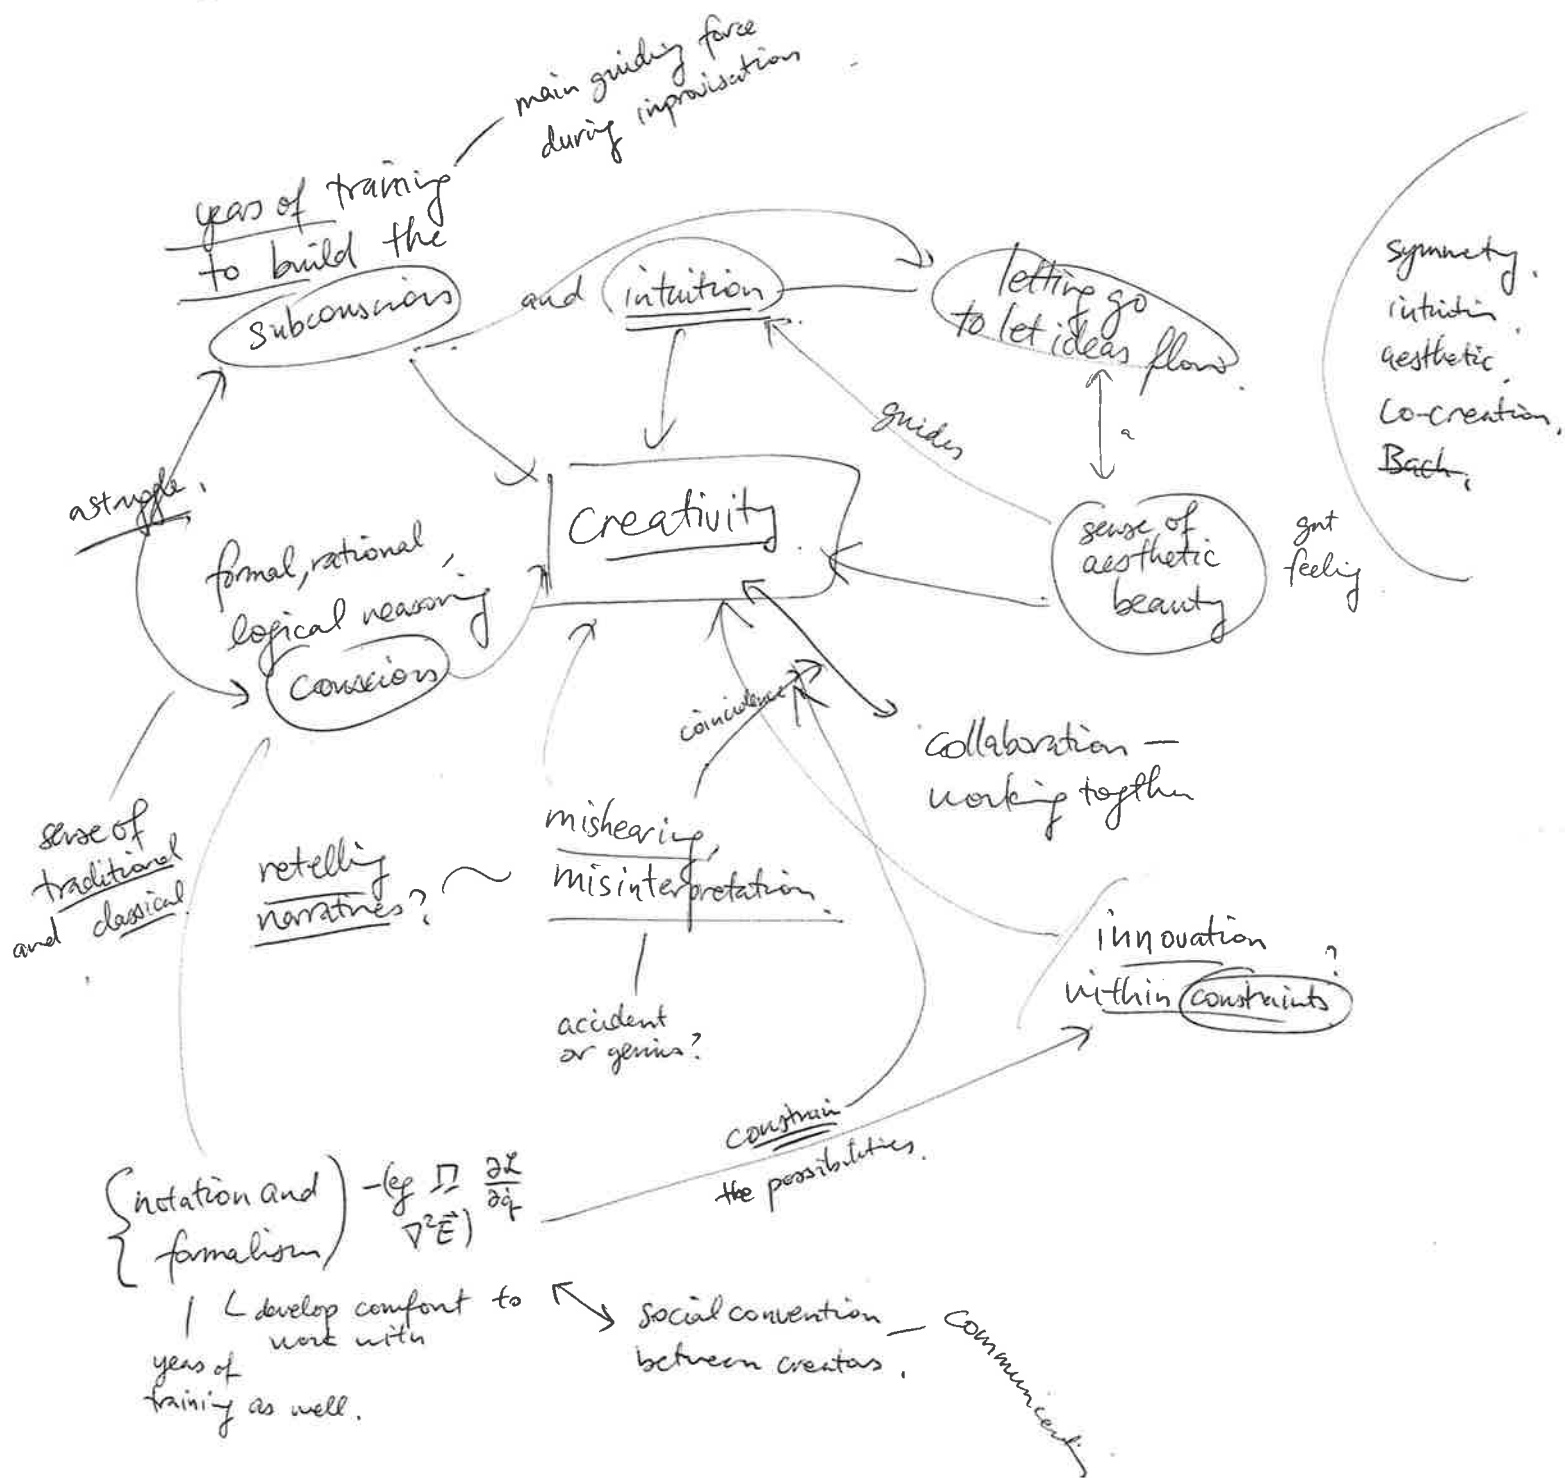 main guiding force
during improvisation
years of training
to build the
subconscious
and intuition
letting go
to let ideas flow.
symmetry,
intuition,
aesthetic,
co-creation,
Bach,
guides
a struggle.
creativity
sense of
aesthetic
beauty
gut
feeling
formal, rational,
logical reasoning
conscious
coincidence
collaboration —
working together
sense of
traditional
and classical.
retelling
narratives?
mishearing,
misinterpretation.
accident
or genius?
innovation
within constraints?
constrain
the possibilities.
{notation and
formalism) - (eg Π ∂ℒ/∂q̇
∇²E⃗)
develop comfort to
work with
years of
training as well.
social convention
between creators.